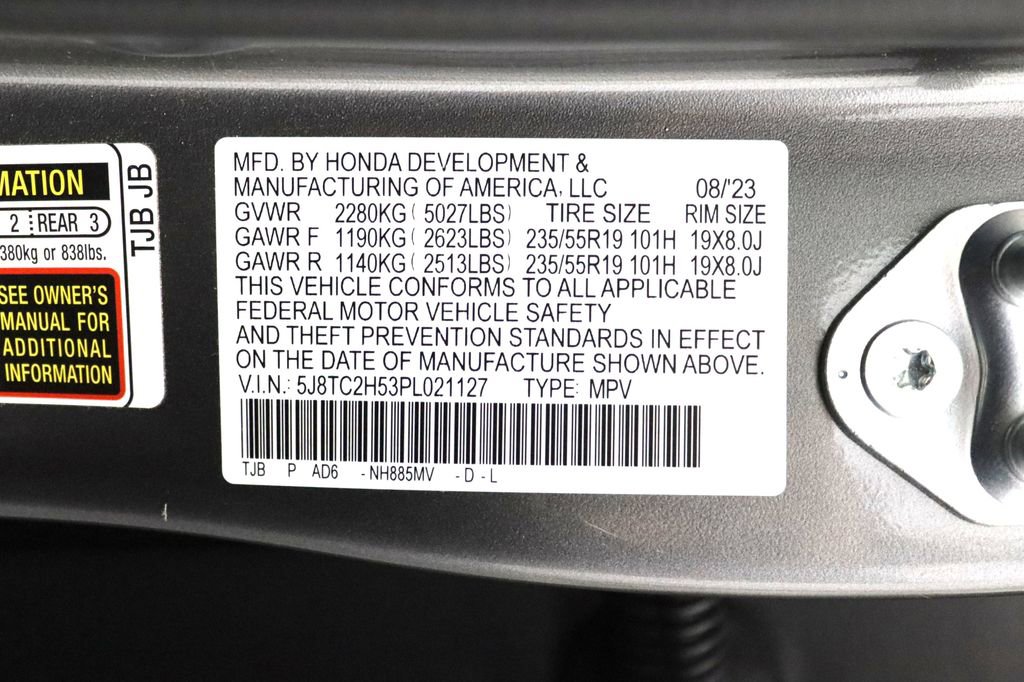 MATION
2 REAR 3
380kg or 838lbs.
SEE OWNER'S
MANUAL FOR
ADDITIONAL
INFORMATION
TJB JB
MFD. BY HONDA DEVELOPMENT &
MANUFACTURING OF AMERICA, LLC 08/'23
GVWR 2280KG ( 5027LBS) TIRE SIZE RIM SIZE
GAWR F 1190KG ( 2623LBS) 235/55R19 101H 19X8.0J
GAWR R 1140KG ( 2513LBS) 235/55R19 101H 19X8.0J
THIS VEHICLE CONFORMS TO ALL APPLICABLE
FEDERAL MOTOR VEHICLE SAFETY
AND THEFT PREVENTION STANDARDS IN EFFECT
ON THE DATE OF MANUFACTURE SHOWN ABOVE.
V.I.N.: 5J8TC2H53PL021127 TYPE: MPV
TJB P AD6 - NH885MV - D - L